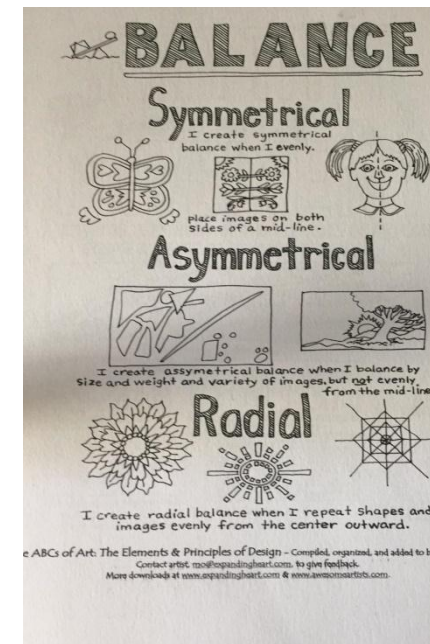 BALANCE
Symmetrical
I create symmetrical
balance when I evenly.
place images on both
sides of a mid-line.
Asymmetrical
I create assymetrical balance when I balance by
Size and weight and variety of images, but not evenly
from the mid-line
Radial
I create radial balance when I repeat shapes and
images evenly from the center outward.
e ABCs of Art: The Elements & Principles of Design - Compiled, organized, and added to b
Contact artist, mo@expandingheart.com, to give feedback.
More downloads at www.expandingheart.com & www.awesomeartists.com.